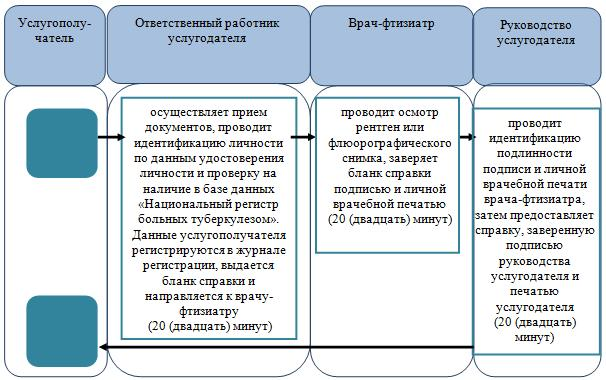 Услугополу-
чатель
Ответственный работник
услугодателя
Врач-фтизиатр
Руководство
услугодателя
осуществляет прием
документов, проводит
идентификацию личности
по данным удостоверения
личности и проверку на
наличие в базе данных
«Национальный регистр
больных туберкулезом».
Данные услугополучателя
регистрируются в журнале
регистрации, выдается
бланк справки и
направляется к врачу-
фтизиатру
(20 (двадцать) минут)
проводит осмотр
рентген или
флюорографического
снимка, заверяет
бланк справки
подписью и личной
врачебной печатью
(20 (двадцать) минут)
проводит
идентификацию
подлинности
подписи и личной
врачебной печати
врача-фтизиатра,
затем предоставляет
справку, заверенную
подписью
руководства
услугодателя и
печатью
услугодателя
(20 (двадцать)
минут)